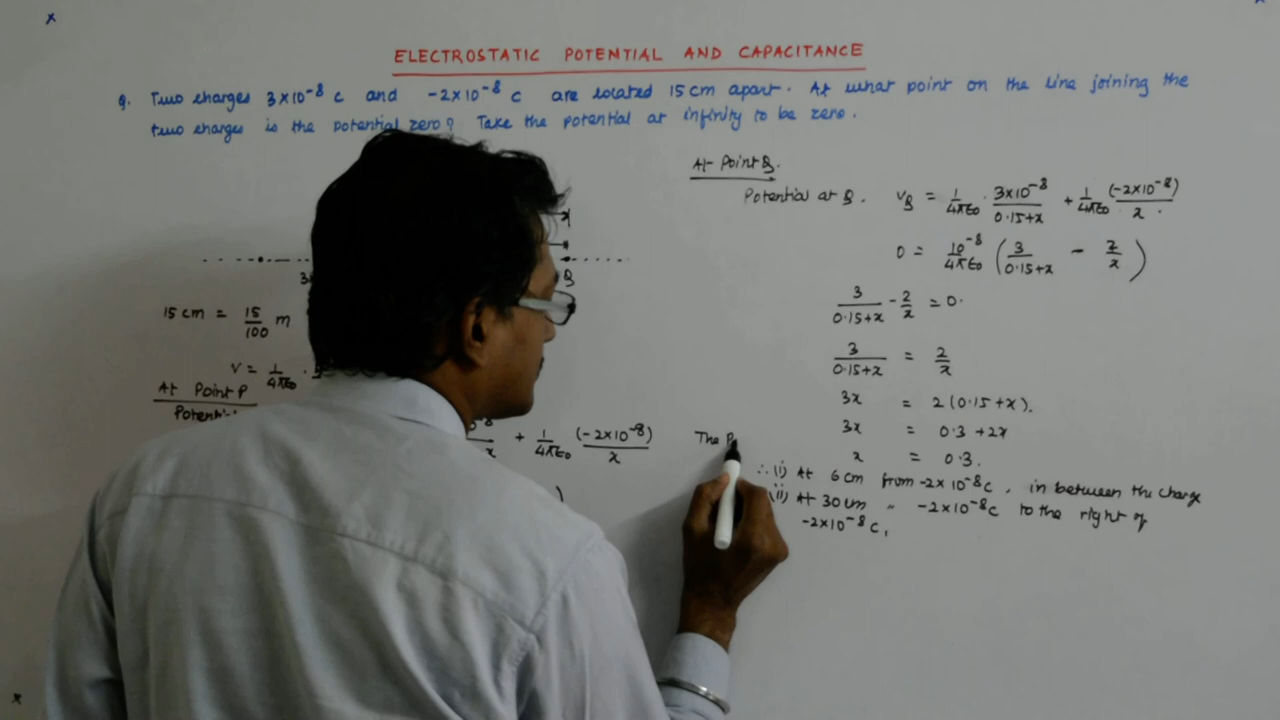 ELECTROSTATIC POTENTIAL AND CAPACITANCE
Q. Two charges 3×10⁻⁸ C and -2×10⁻⁸ C are located 15 cm apart. At what point on the line joining the
two charges is the potential zero? Take the potential at infinity to be zero.
15 cm = 15/100 m
V = 1/4πε₀ .
At Point P
+ 1/4πε₀ (-2×10⁻⁸)/x
At Point Q.
Potential at Q. V_Q = 1/4πε₀ . 3×10⁻⁸/0.15+x + 1/4πε₀ (-2×10⁻⁸)/x .
0 = 10⁻⁸/4πε₀ (3/0.15+x - 2/x)
3/0.15+x - 2/x = 0.
3/0.15+x = 2/x
3x = 2(0.15+x).
3x = 0.3 + 2x
x = 0.3.
The P
∴ (i) At 6 cm from -2×10⁻⁸C, in between the charge
(ii) At 30 cm " -2×10⁻⁸C to the right of
-2×10⁻⁸C,